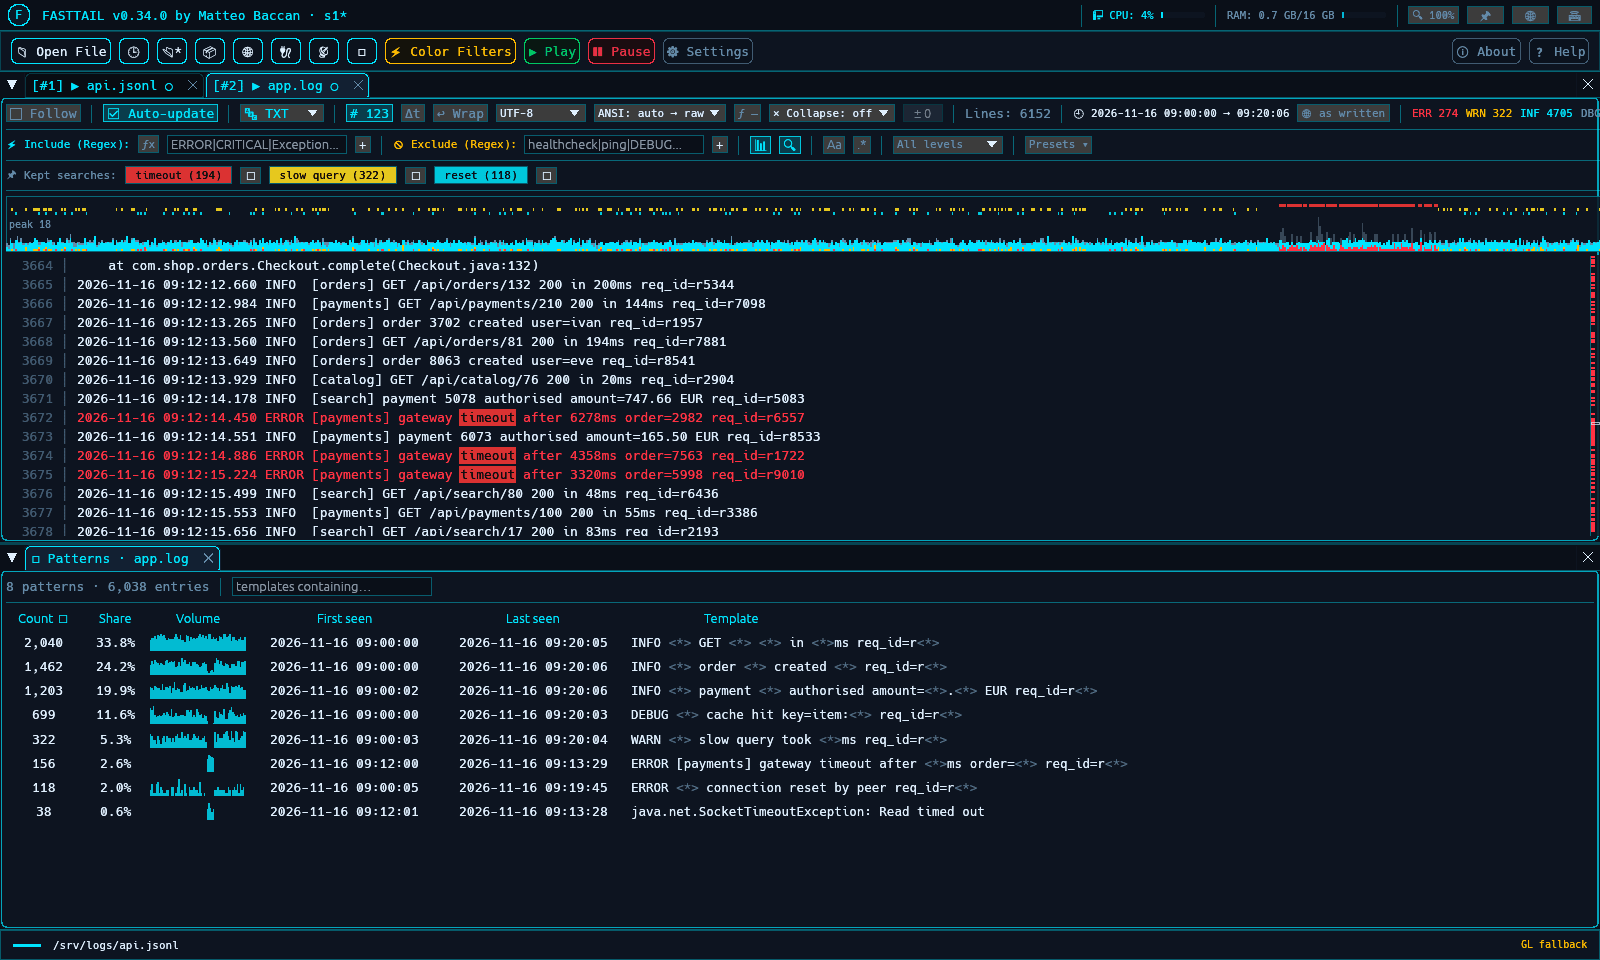 F FASTTAIL v0.34.0 by Matteo Baccan · s1* CPU: 4% RAM: 0.7 GB/16 GB 100%
Open File * Color Filters Play Pause Settings About ? Help
[#1] ▶ api.jsonl ○ [#2] ▶ app.log ○
Follow Auto-update TXT # 123 Δt ↩ Wrap UTF-8 ANSI: auto → raw ƒ − × Collapse: off ±0 Lines: 6152 2026-11-16 09:00:00 → 09:20:06 as written ERR 274 WRN 322 INF 4705 DBG
Include (Regex): ƒx ERROR|CRITICAL|Exception... + Exclude (Regex): healthcheck|ping|DEBUG... + Aa .* All levels Presets
Kept searches: timeout (194) slow query (322) reset (118)
peak 18
3664 at com.shop.orders.Checkout.complete(Checkout.java:132)
3665 2026-11-16 09:12:12.660 INFO [orders] GET /api/orders/132 200 in 200ms req_id=r5344
3666 2026-11-16 09:12:12.984 INFO [payments] GET /api/payments/210 200 in 144ms req_id=r7098
3667 2026-11-16 09:12:13.265 INFO [orders] order 3702 created user=ivan req_id=r1957
3668 2026-11-16 09:12:13.560 INFO [orders] GET /api/orders/81 200 in 194ms req_id=r7881
3669 2026-11-16 09:12:13.649 INFO [orders] order 8063 created user=eve req_id=r8541
3670 2026-11-16 09:12:13.929 INFO [catalog] GET /api/catalog/76 200 in 20ms req_id=r2904
3671 2026-11-16 09:12:14.178 INFO [search] payment 5078 authorised amount=747.66 EUR req_id=r5083
3672 2026-11-16 09:12:14.450 ERROR [payments] gateway timeout after 6278ms order=2982 req_id=r6557
3673 2026-11-16 09:12:14.551 INFO [payments] payment 6073 authorised amount=165.50 EUR req_id=r8533
3674 2026-11-16 09:12:14.886 ERROR [payments] gateway timeout after 4358ms order=7563 req_id=r1722
3675 2026-11-16 09:12:15.224 ERROR [payments] gateway timeout after 3320ms order=5998 req_id=r9010
3676 2026-11-16 09:12:15.499 INFO [search] GET /api/search/80 200 in 48ms req_id=r6436
3677 2026-11-16 09:12:15.553 INFO [payments] GET /api/payments/100 200 in 55ms req_id=r3386
3678 2026-11-16 09:12:15.656 INFO [search] GET /api/search/17 200 in 83ms req_id=r2193
Patterns · app.log
8 patterns · 6,038 entries templates containing...
Count Share Volume First seen Last seen Template
2,040 33.8% 2026-11-16 09:00:00 2026-11-16 09:20:05 INFO <*> GET <*> <*> in <*>ms req_id=r<*>
1,462 24.2% 2026-11-16 09:00:00 2026-11-16 09:20:06 INFO <*> order <*> created <*> req_id=r<*>
1,203 19.9% 2026-11-16 09:00:02 2026-11-16 09:20:06 INFO <*> payment <*> authorised amount=<*>.<*> EUR req_id=r<*>
699 11.6% 2026-11-16 09:00:00 2026-11-16 09:20:03 DEBUG <*> cache hit key=item:<*> req_id=r<*>
322 5.3% 2026-11-16 09:00:03 2026-11-16 09:20:04 WARN <*> slow query took <*>ms req_id=r<*>
156 2.6% 2026-11-16 09:12:00 2026-11-16 09:13:29 ERROR [payments] gateway timeout after <*>ms order=<*> req_id=r<*>
118 2.0% 2026-11-16 09:00:05 2026-11-16 09:19:45 ERROR <*> connection reset by peer req_id=r<*>
38 0.6% 2026-11-16 09:12:01 2026-11-16 09:13:28 java.net.SocketTimeoutException: Read timed out
/srv/logs/api.jsonl GL fallback